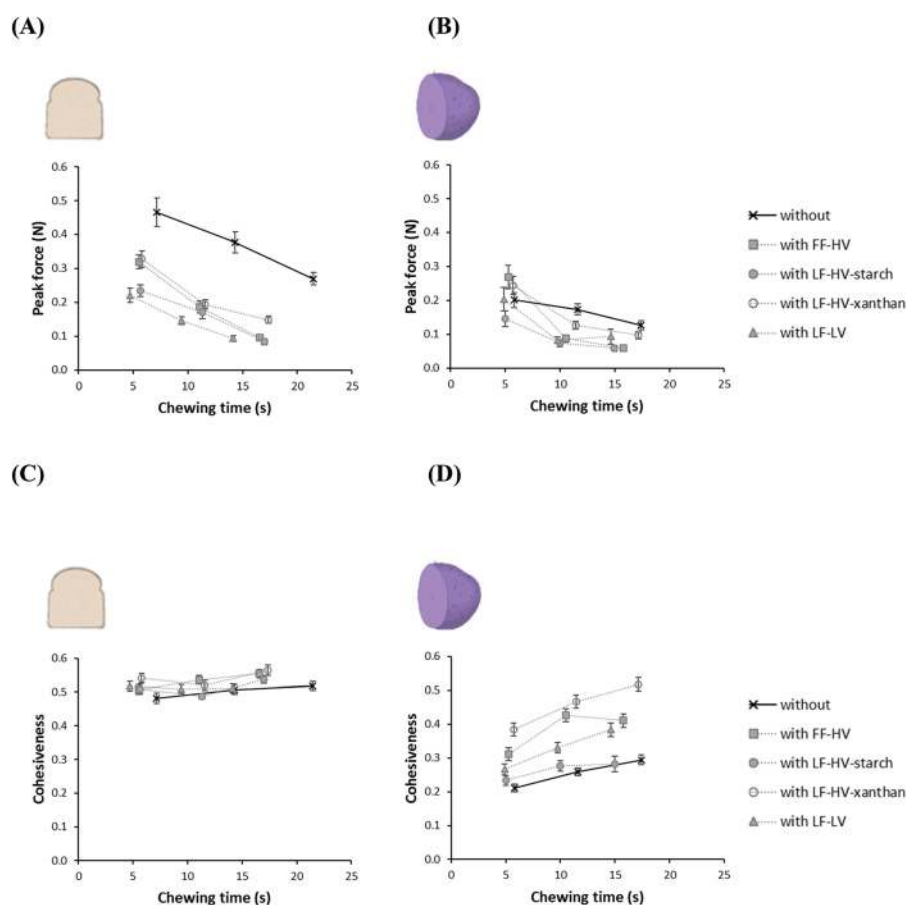 (A)
(B)
0.6
0.5
0.4
0.3
0.2
0.1
0.0
Peak force (N)
0 5 10 15 20 25
Chewing time (s)
0.6
0.5
0.4
0.3
0.2
0.1
0.0
Peak force (N)
0 5 10 15 20 25
Chewing time (s)
without
with FF-HV
with LF-HV-starch
with LF-HV-xanthan
with LF-LV
(C)
(D)
0.6
0.5
0.4
0.3
0.2
0.1
0.0
Cohesiveness
0 5 10 15 20 25
Chewing time (s)
0.6
0.5
0.4
0.3
0.2
0.1
0.0
Cohesiveness
0 5 10 15 20 25
Chewing time (s)
without
with FF-HV
with LF-HV-starch
with LF-HV-xanthan
with LF-LV